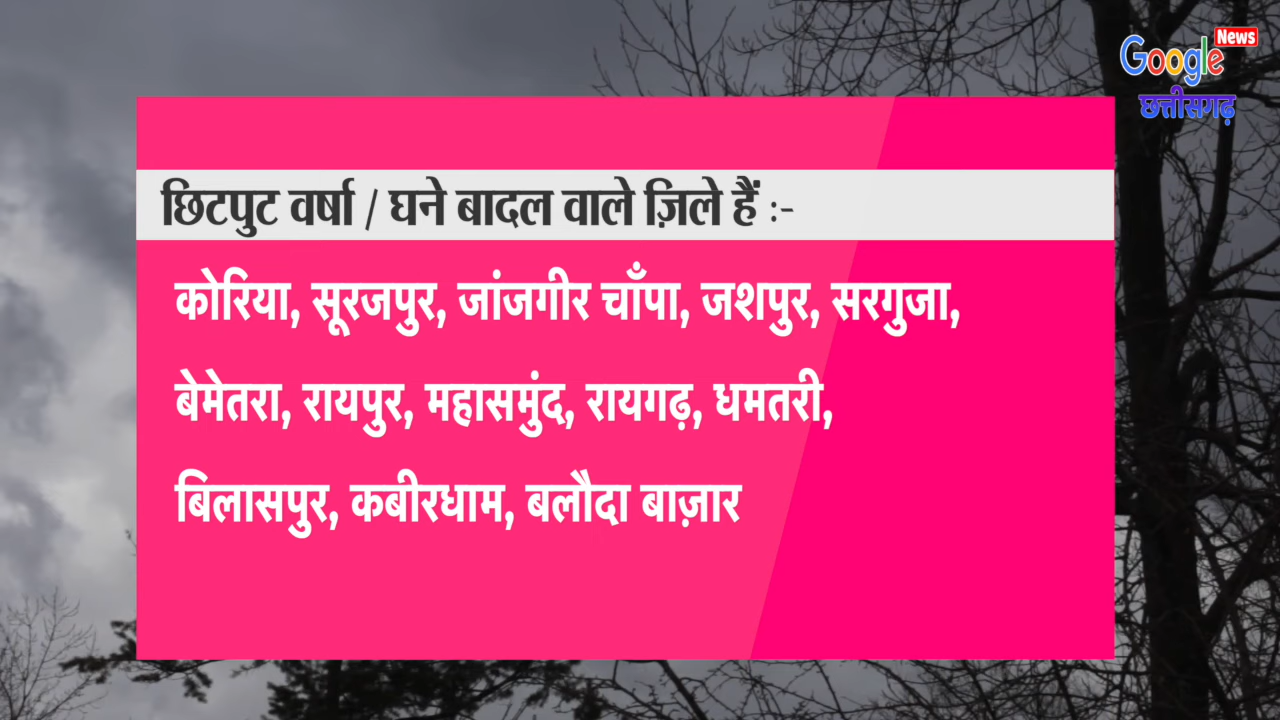 Google News
छत्तीसगढ़
छिटपुट वर्षा / घने बादल वाले ज़िले हैं :-
कोरिया, सूरजपुर, जांजगीर चाँपा, जशपुर, सरगुजा,
बेमेतरा, रायपुर, महासमुंद, रायगढ़, धमतरी,
बिलासपुर, कबीरधाम, बलौदा बाज़ार